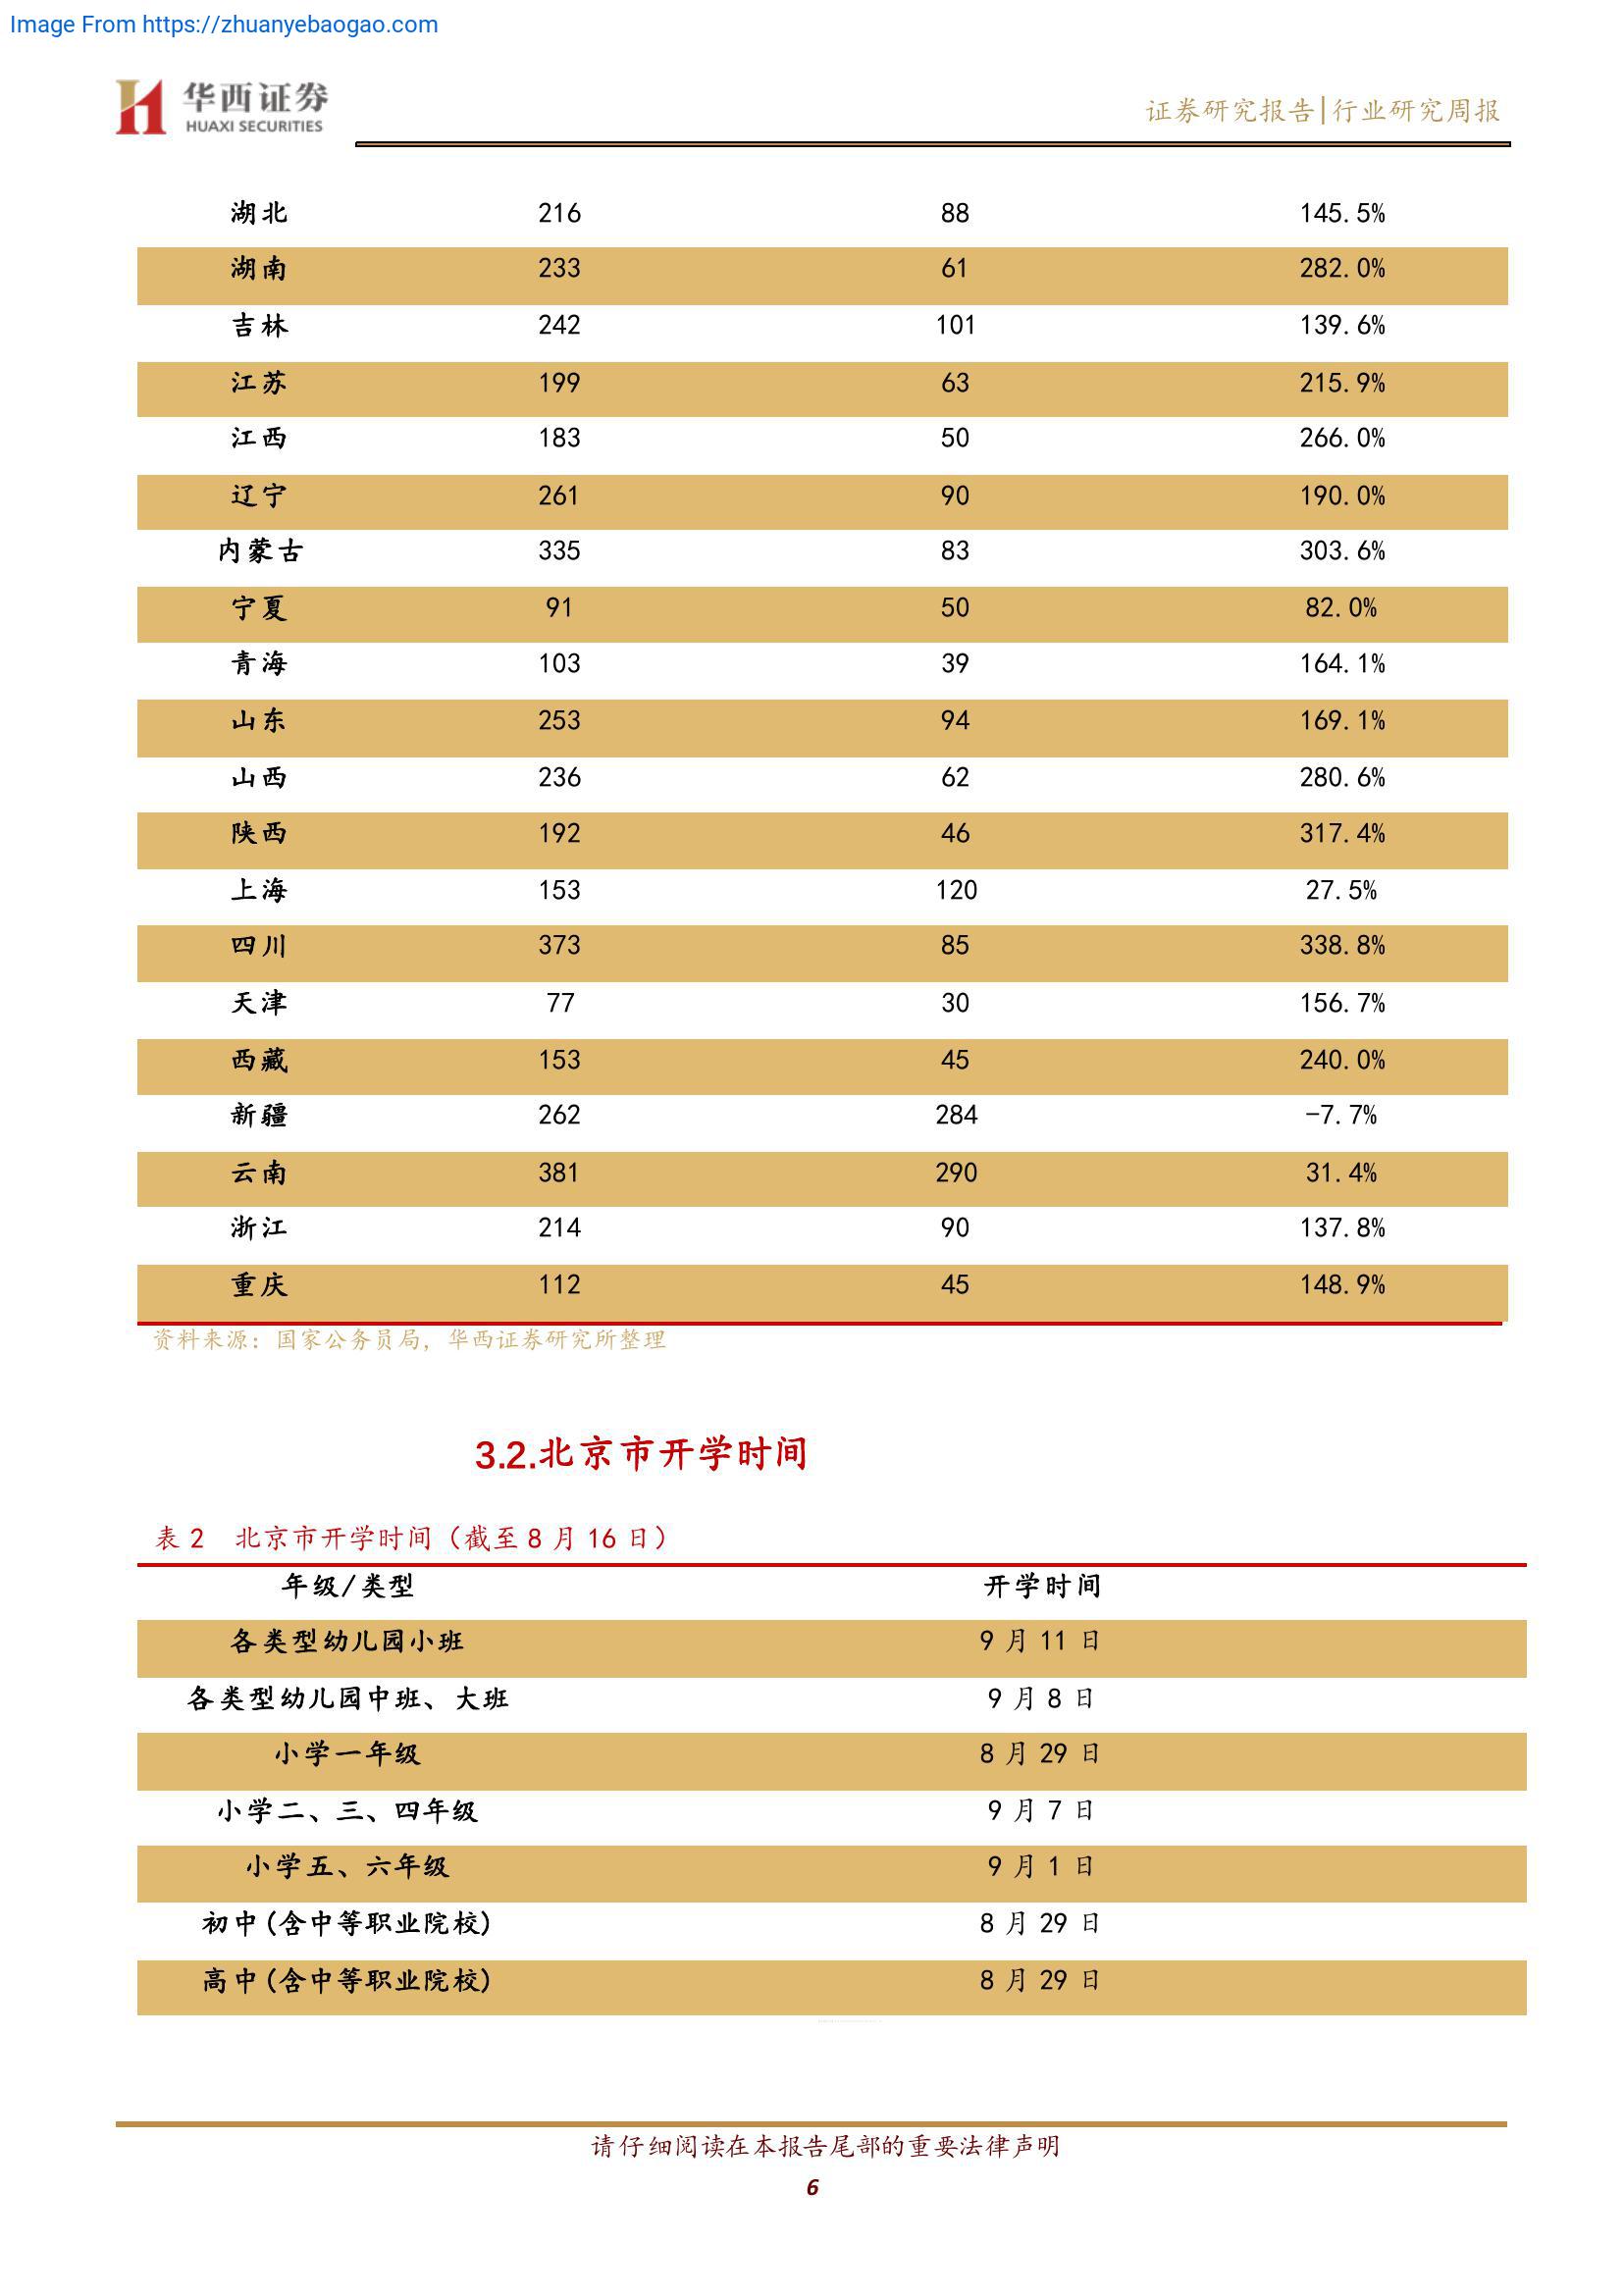 Image From https://zhuanyebaogao.com
华西证券
HUAXI SECURITIES
证券研究报告|行业研究周报
湖北 216 88 145.5%
湖南 233 61 282.0%
吉林 242 101 139.6%
江苏 199 63 215.9%
江西 183 50 266.0%
辽宁 261 90 190.0%
内蒙古 335 83 303.6%
宁夏 91 50 82.0%
青海 103 39 164.1%
山东 253 94 169.1%
山西 236 62 280.6%
陕西 192 46 317.4%
上海 153 120 27.5%
四川 373 85 338.8%
天津 77 30 156.7%
西藏 153 45 240.0%
新疆 262 284 -7.7%
云南 381 290 31.4%
浙江 214 90 137.8%
重庆 112 45 148.9%
资料来源：国家公务员局，华西证券研究所整理
3.2.北京市开学时间
表 2 北京市开学时间（截至 8 月 16 日）
年级/类型 开学时间
各类型幼儿园小班 9 月 11 日
各类型幼儿园中班、大班 9 月 8 日
小学一年级 8 月 29 日
小学二、三、四年级 9 月 7 日
小学五、六年级 9 月 1 日
初中(含中等职业院校) 8 月 29 日
高中(含中等职业院校) 8 月 29 日
请仔细阅读在本报告尾部的重要法律声明
6